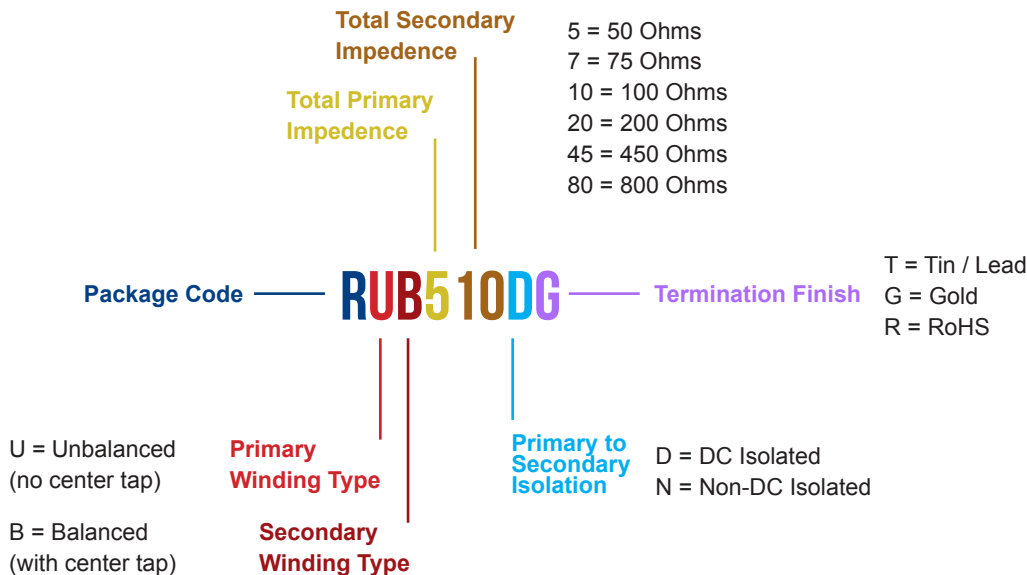 Total Secondary
Impedence
5 = 50 Ohms
7 = 75 Ohms
10 = 100 Ohms
20 = 200 Ohms
45 = 450 Ohms
80 = 800 Ohms
Total Primary
Impedence
Package Code
RUB510DG
Termination Finish
T = Tin / Lead
G = Gold
R = RoHS
U = Unbalanced
(no center tap)
Primary
Winding Type
B = Balanced
(with center tap)
Secondary
Winding Type
Primary to
Secondary
Isolation
D = DC Isolated
N = Non-DC Isolated